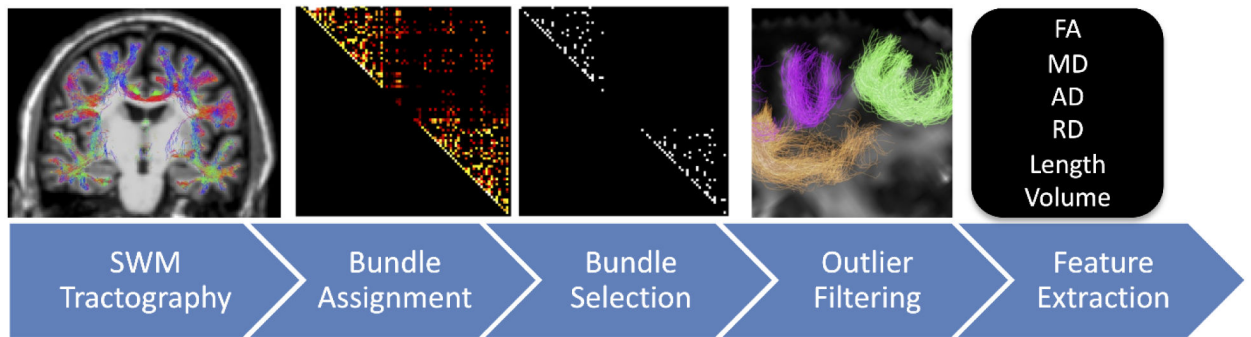 FA
MD
AD
RD
Length
Volume
SWM
Tractography
Bundle
Assignment
Bundle
Selection
Outlier
Filtering
Feature
Extraction